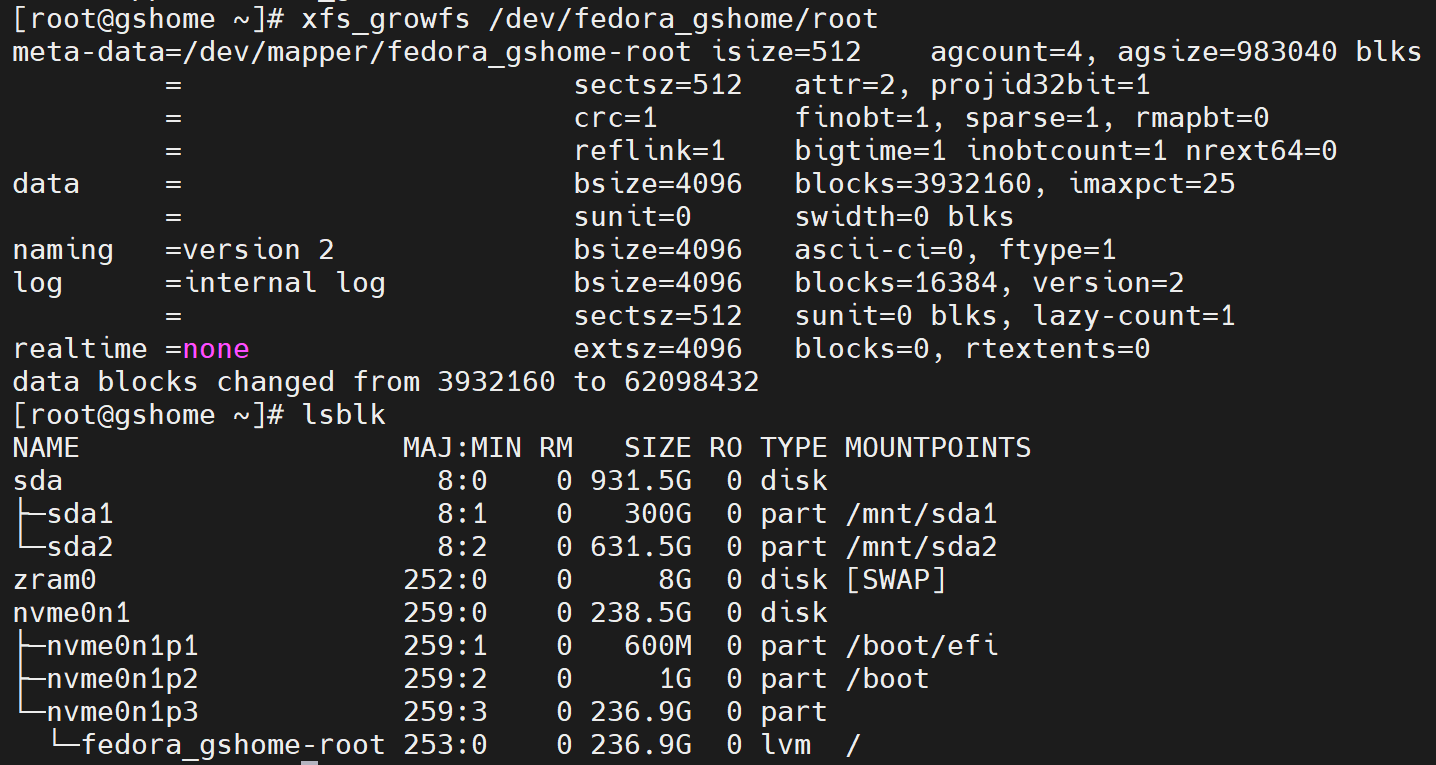 [root@gshome ~]# xfs_growfs /dev/fedora_gshome/root
meta-data=/dev/mapper/fedora_gshome-root isize=512    agcount=4, agsize=983040 blks
         =                       sectsz=512   attr=2, projid32bit=1
         =                       crc=1        finobt=1, sparse=1, rmapbt=0
         =                       reflink=1    bigtime=1 inobtcount=1 nrext64=0
data     =                       bsize=4096   blocks=3932160, imaxpct=25
         =                       sunit=0      swidth=0 blks
naming   =version 2              bsize=4096   ascii-ci=0, ftype=1
log      =internal log           bsize=4096   blocks=16384, version=2
         =                       sectsz=512   sunit=0 blks, lazy-count=1
realtime =none                   extsz=4096   blocks=0, rtextents=0
data blocks changed from 3932160 to 62098432
[root@gshome ~]# lsblk
NAME                   MAJ:MIN RM   SIZE RO TYPE MOUNTPOINTS
sda                      8:0    0 931.5G  0 disk
├─sda1                   8:1    0   300G  0 part /mnt/sda1
└─sda2                   8:2    0 631.5G  0 part /mnt/sda2
zram0                  252:0    0     8G  0 disk [SWAP]
nvme0n1                259:0    0 238.5G  0 disk
├─nvme0n1p1            259:1    0   600M  0 part /boot/efi
├─nvme0n1p2            259:2    0     1G  0 part /boot
└─nvme0n1p3            259:3    0 236.9G  0 part
  └─fedora_gshome-root 253:0    0 236.9G  0 lvm  /